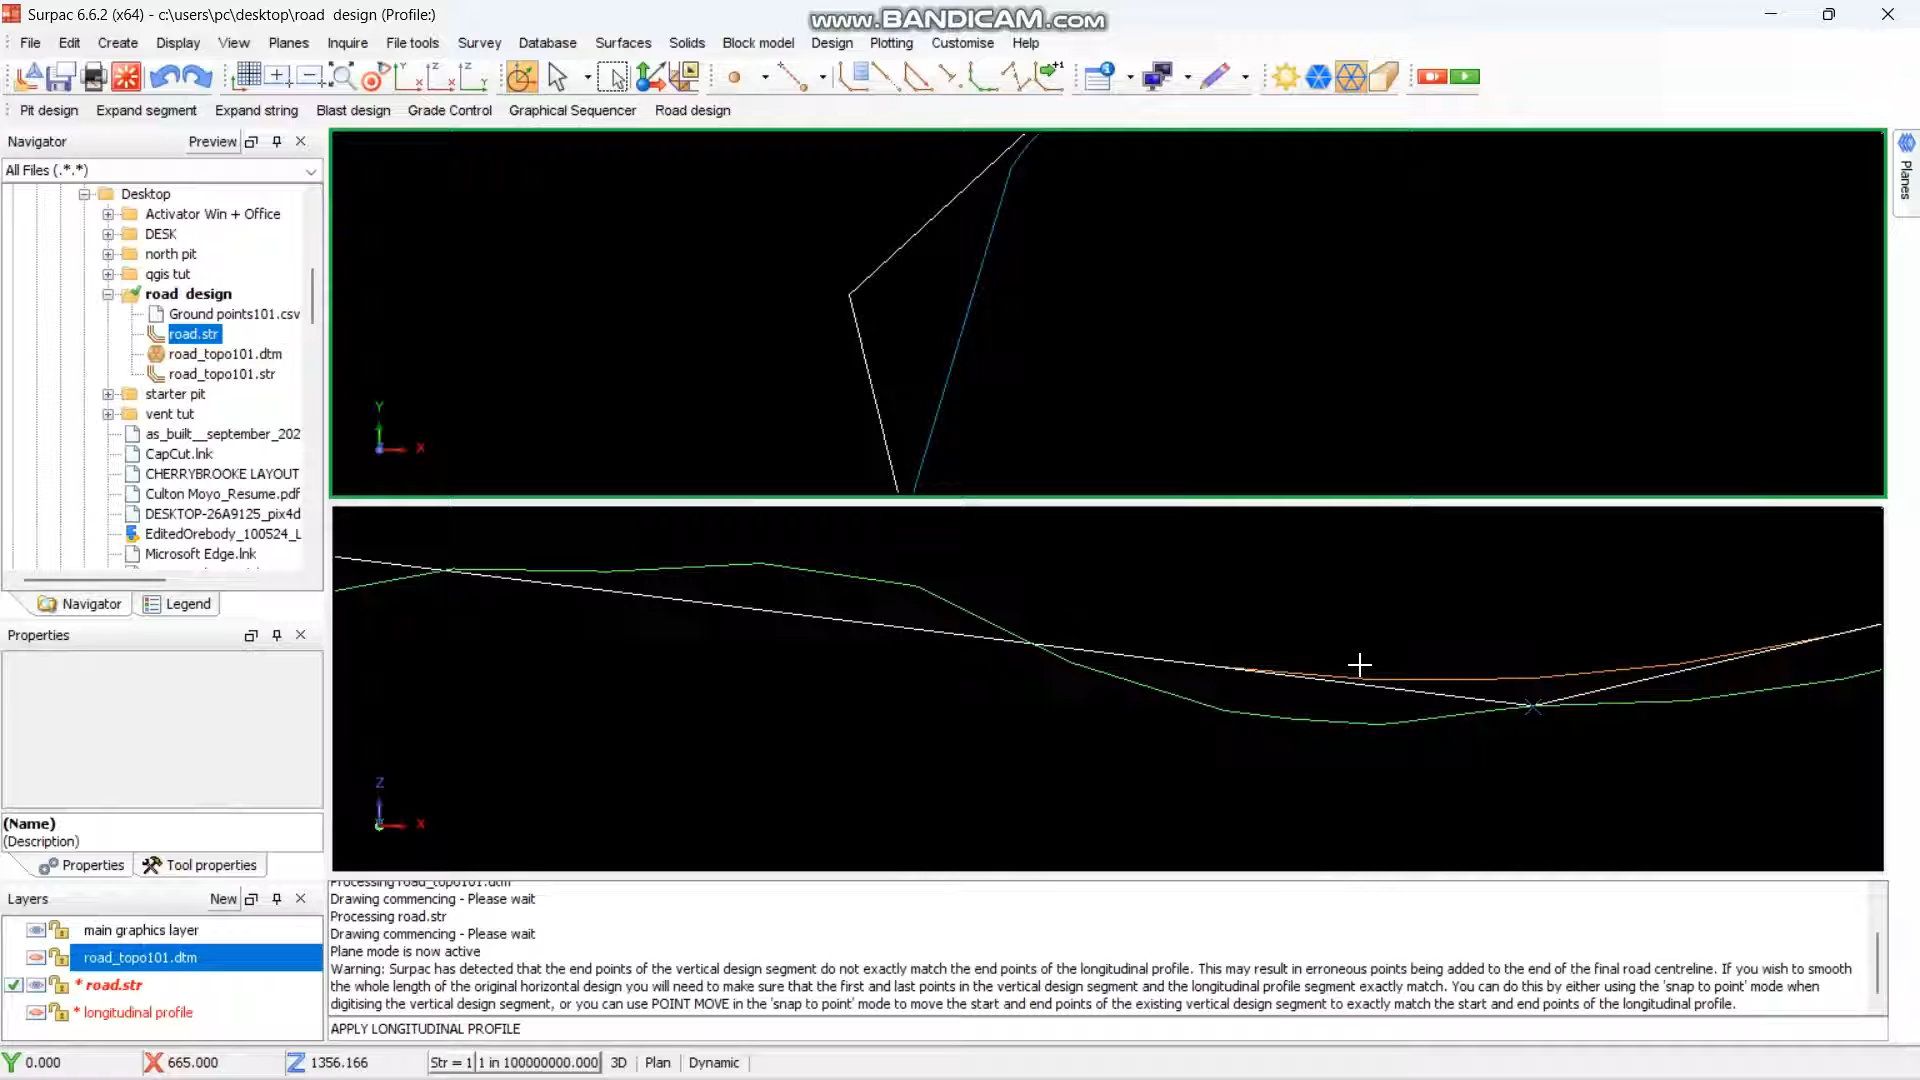 Surpac 6.6.2 (x64) - c:\users\pc\desktop\road design (Profile:)
www.BANDICAM.com
File Edit Create Display View Planes Inquire File tools Survey Database Surfaces Solids Block model Design Plotting Customise Help
Pit design Expand segment Expand string Blast design Grade Control Graphical Sequencer Road design
Navigator Preview
All Files (*.*)
Desktop
Activator Win + Office
DESK
north pit
qgis tut
road design
Ground points101.csv
road.str
road_topo101.dtm
road_topo101.str
starter pit
vent tut
as_built__september_202
CapCut.lnk
CHERRYBROOKE LAYOUT
Culton Moyo_Resume.pdf
DESKTOP-26A9125_pix4d
EditedOrebody_100524_L
Microsoft Edge.lnk
Navigator Legend
Properties
(Name)
(Description)
Properties Tool properties
Layers New
main graphics layer
road_topo101.dtm
* road.str
* longitudinal profile
Y X
Z X
Planes
Processing road_topo101.dtm
Drawing commencing - Please wait
Processing road.str
Drawing commencing - Please wait
Plane mode is now active
Warning: Surpac has detected that the end points of the vertical design segment do not exactly match the end points of the longitudinal profile. This may result in erroneous points being added to the end of the final road centreline. If you wish to smooth
the whole length of the original horizontal design you will need to make sure that the first and last points in the vertical design segment and the longitudinal profile segment exactly match. You can do this by either using the 'snap to point' mode when
digitising the vertical design segment, or you can use POINT MOVE in the 'snap to point' mode to move the start and end points of the existing vertical design segment to exactly match the start and end points of the longitudinal profile.
APPLY LONGITUDINAL PROFILE
Y 0.000 X 665.000 Z 1356.166 Str = 1 1 in 100000000.000 3D Plan Dynamic